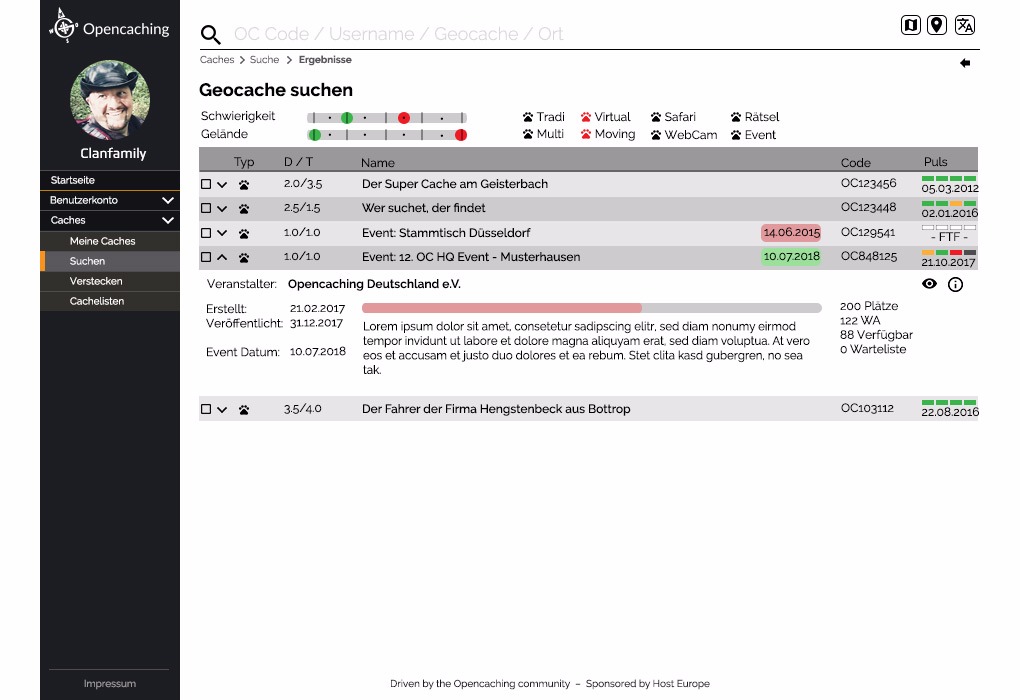 Opencaching
OC Code / Username / Geocache / Ort
Clanfamily
Startseite
Benutzerkonto
Caches
Meine Caches
Suchen
Verstecken
Cachelisten
Impressum
Caches > Suche > Ergebnisse
Geocache suchen
Schwierigkeit
Gelände
Tradi Virtual Safari Rätsel
Multi Moving WebCam Event
Typ D / T Name Code Puls
2.0/3.5 Der Super Cache am Geisterbach OC123456 05.03.2012
2.5/1.5 Wer suchet, der findet OC123448 02.01.2016
1.0/1.0 Event: Stammtisch Düsseldorf 14.06.2015 OC129541 - FTF -
1.0/1.0 Event: 12. OC HQ Event - Musterhausen 10.07.2018 OC848125 21.10.2017
Veranstalter: Opencaching Deutschland e.V.
Erstellt: 21.02.2017
Veröffentlicht: 31.12.2017
Event Datum: 10.07.2018
Lorem ipsum dolor sit amet, consetetur sadipscing elitr, sed diam nonumy eirmod
tempor invidunt ut labore et dolore magna aliquyam erat, sed diam voluptua. At vero
eos et accusam et justo duo dolores et ea rebum. Stet clita kasd gubergren, no sea
tak.
200 Plätze
122 WA
88 Verfügbar
0 Warteliste
3.5/4.0 Der Fahrer der Firma Hengstenbeck aus Bottrop OC103112 22.08.2016
Driven by the Opencaching community – Sponsored by Host Europe